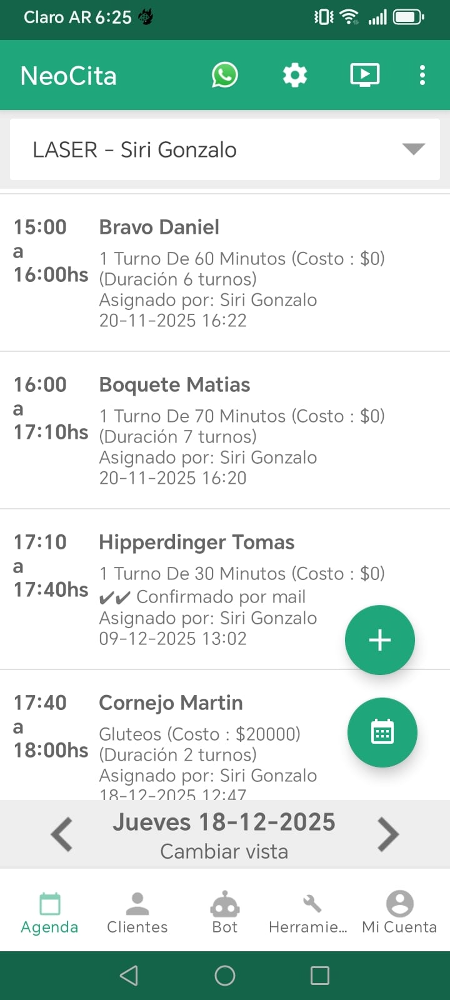 Claro AR 6:25
NeoCita
LASER - Siri Gonzalo
15:00
a
16:00hs
Bravo Daniel
1 Turno De 60 Minutos (Costo : $0)
(Duración 6 turnos)
Asignado por: Siri Gonzalo
20-11-2025 16:22
16:00
a
17:10hs
Boquete Matias
1 Turno De 70 Minutos (Costo : $0)
(Duración 7 turnos)
Asignado por: Siri Gonzalo
20-11-2025 16:20
17:10
a
17:40hs
Hipperdinger Tomas
1 Turno De 30 Minutos (Costo : $0)
✔✔ Confirmado por mail
Asignado por: Siri Gonzalo
09-12-2025 13:02
17:40
a
18:00hs
Cornejo Martin
Gluteos (Costo : $20000)
(Duración 2 turnos)
Asignado por: Siri Gonzalo
18-12-2025 12:47
Jueves 18-12-2025
Cambiar vista
Agenda
Clientes
Bot
Herramie...
Mi Cuenta